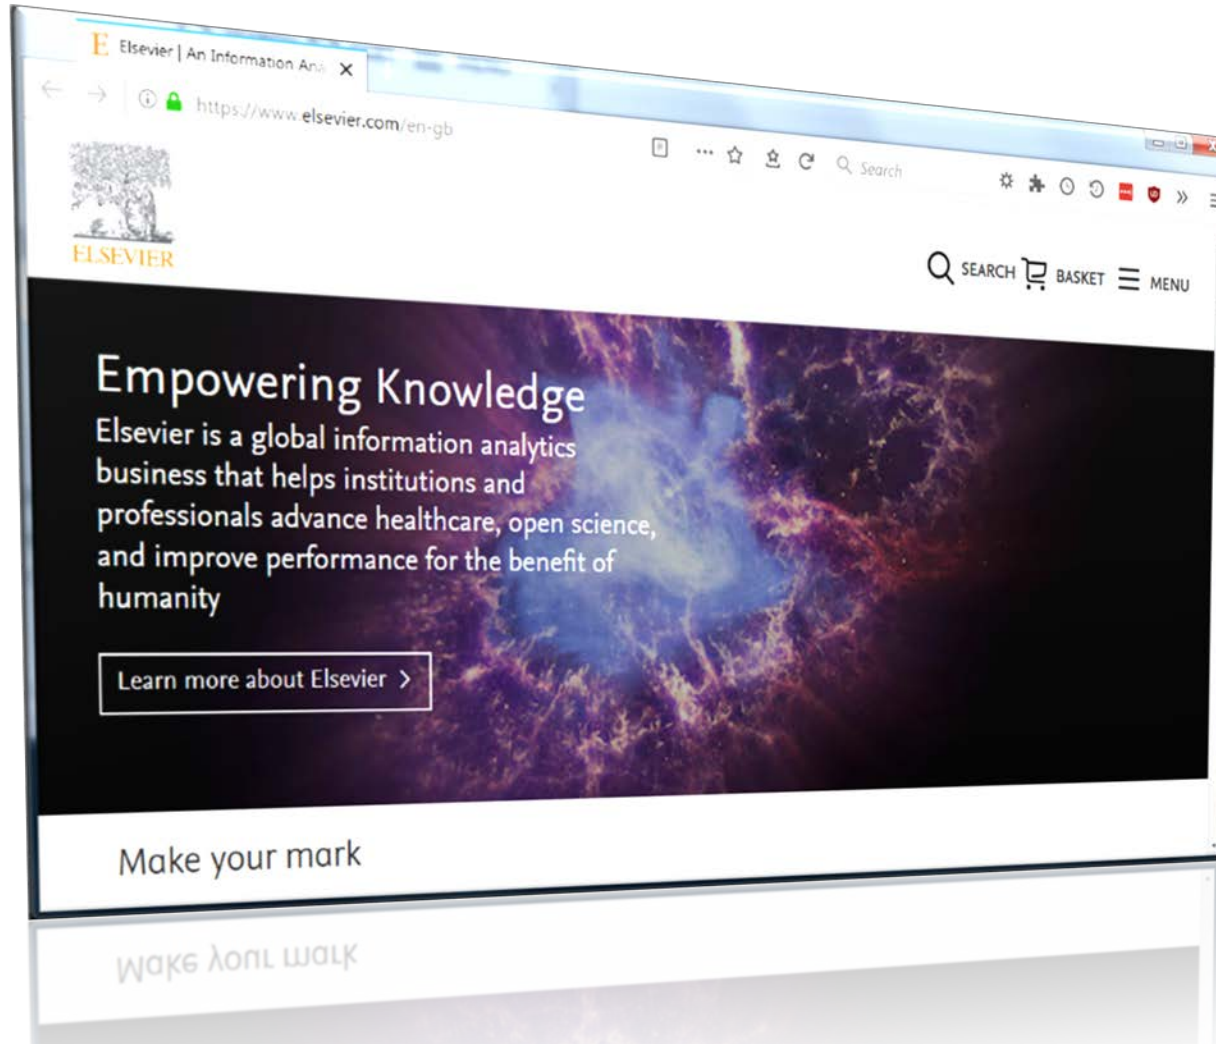 E Elsevier | An Information Ana
https://www.elsevier.com/en-gb
Search
ELSEVIER
SEARCH BASKET MENU
Empowering Knowledge
Elsevier is a global information analytics
business that helps institutions and
professionals advance healthcare, open science,
and improve performance for the benefit of
humanity
Learn more about Elsevier >
Make your mark
Make your mark